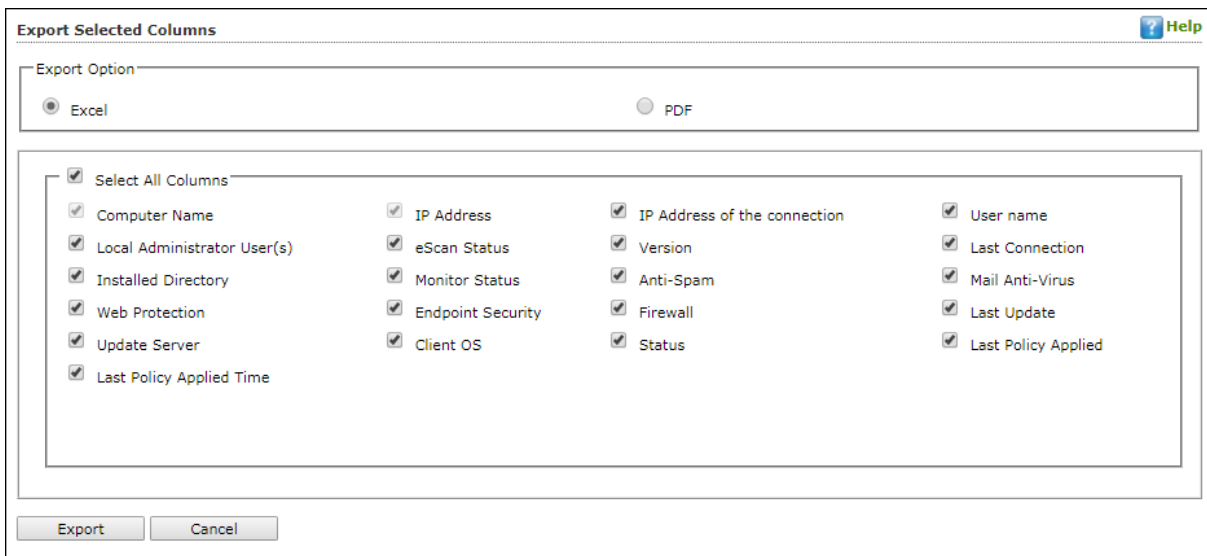 Export Selected Columns
Help
Export Option
Excel PDF
Select All Columns
Computer Name IP Address IP Address of the connection User name
Local Administrator User(s) eScan Status Version Last Connection
Installed Directory Monitor Status Anti-Spam Mail Anti-Virus
Web Protection Endpoint Security Firewall Last Update
Update Server Client OS Status Last Policy Applied
Last Policy Applied Time
Export Cancel